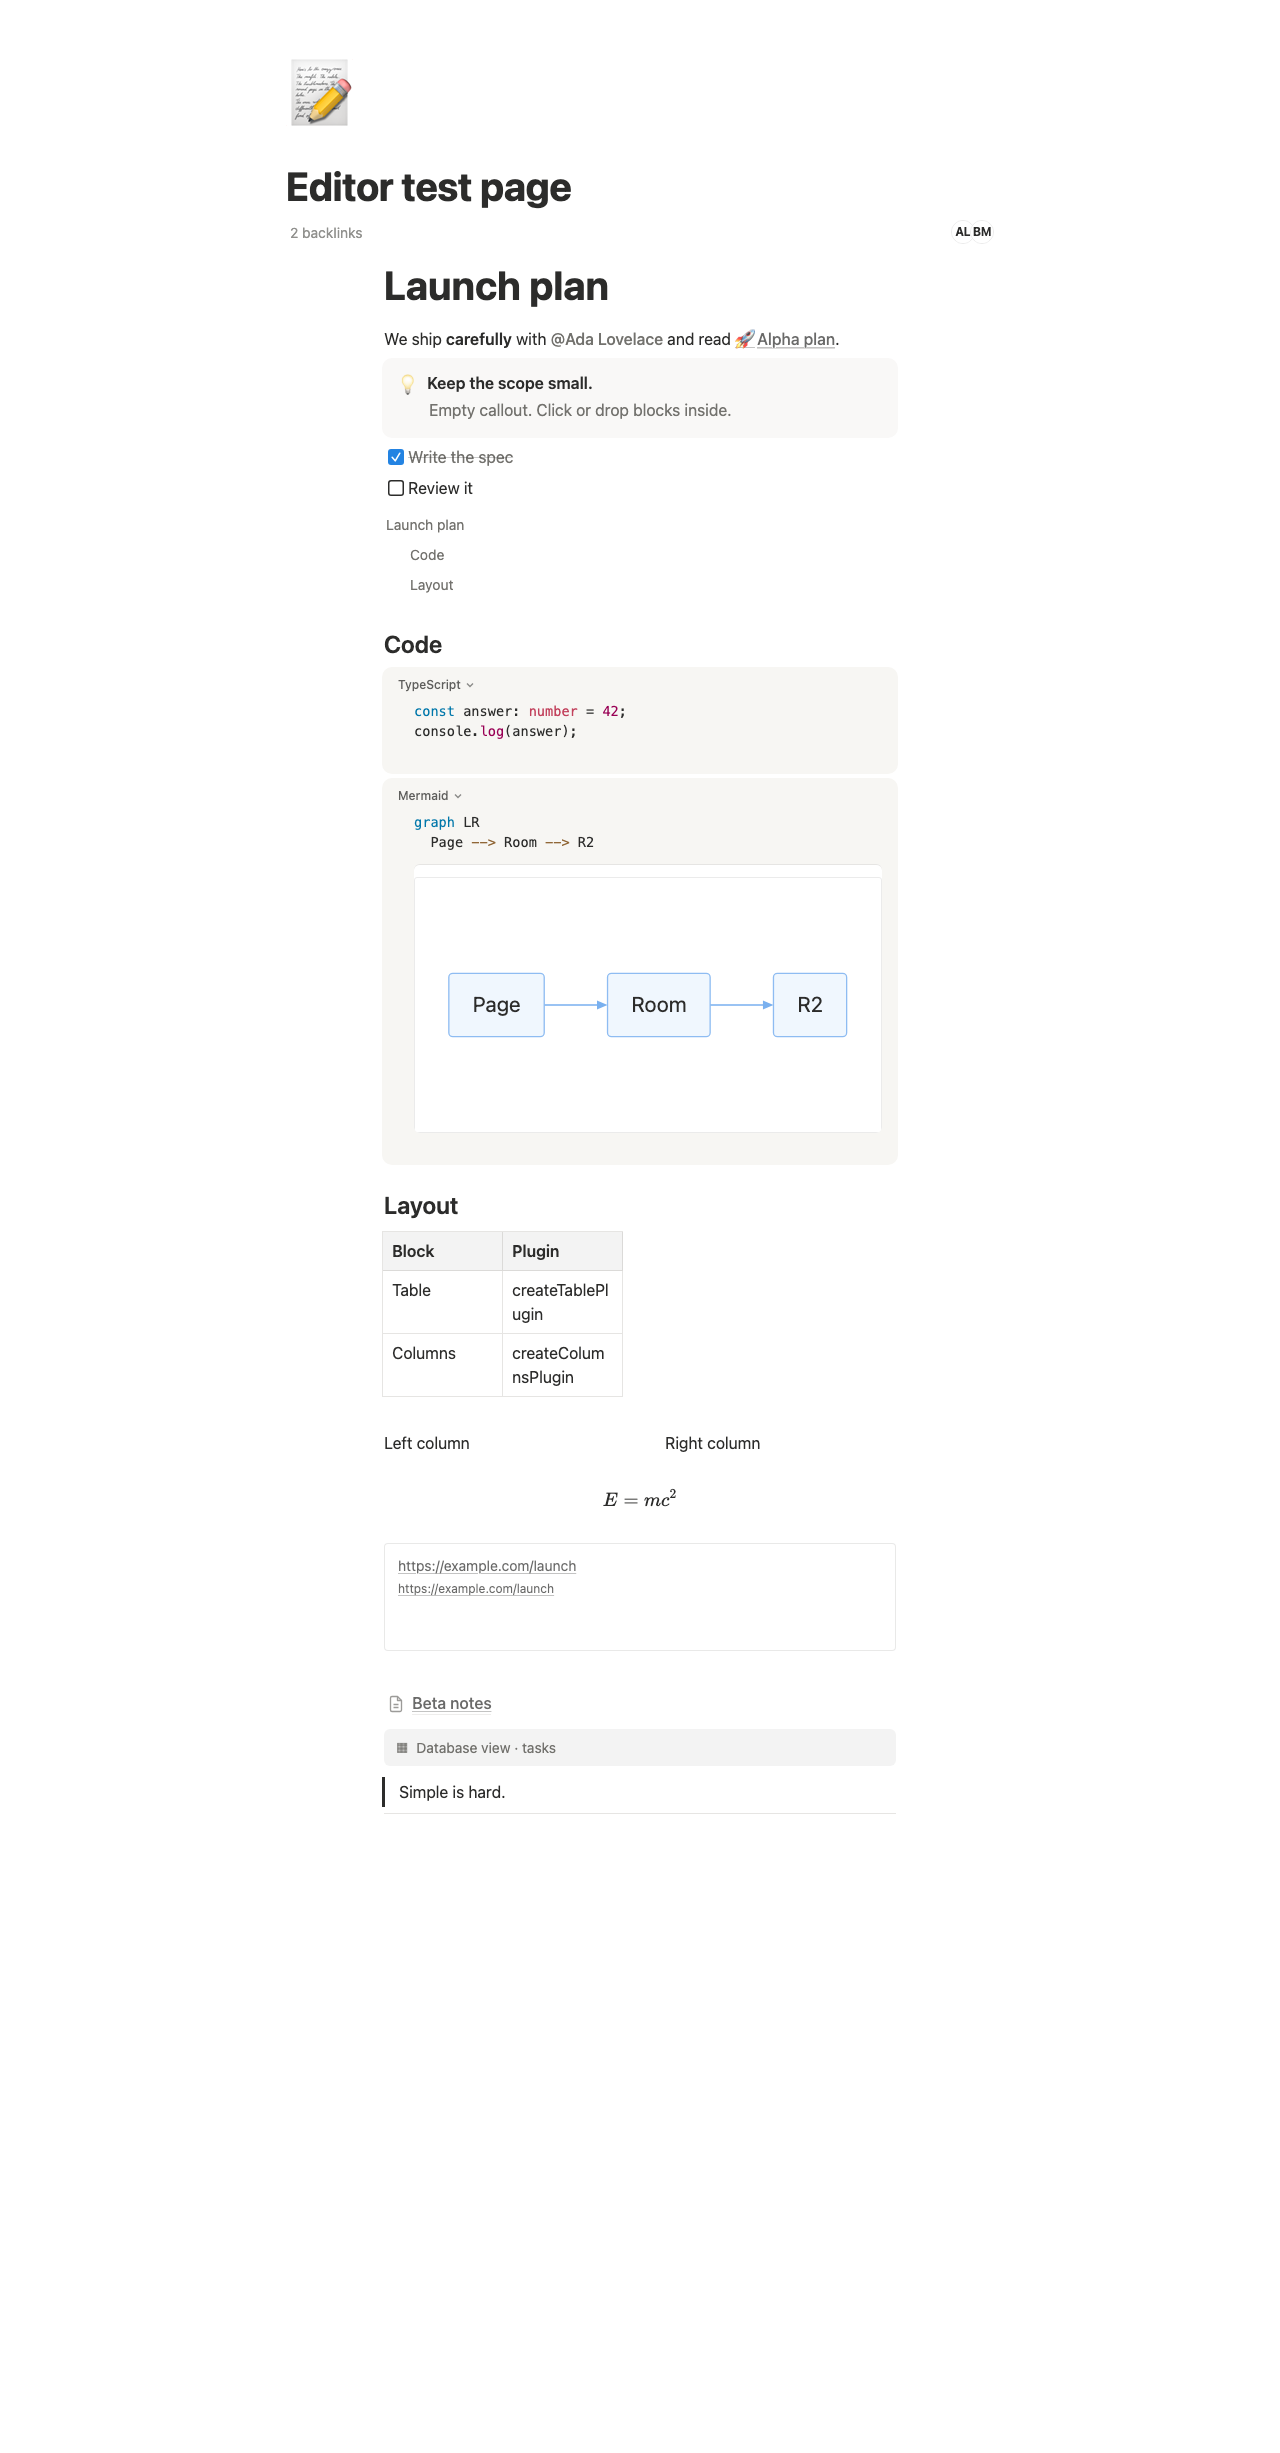 Editor test page
2 backlinks
AL BM
Launch plan
We ship carefully with @Ada Lovelace and read 🚀Alpha plan.
Keep the scope small.
Empty callout. Click or drop blocks inside.
Write the spec
Review it
Launch plan
Code
Layout
Code
TypeScript
const answer: number = 42;
console.log(answer);
Mermaid
graph LR
Page --> Room --> R2
Page
Room
R2
Layout
Block Plugin
Table createTablePl
ugin
Columns createColum
nsPlugin
Left column Right column
E = mc²
https://example.com/launch
https://example.com/launch
Beta notes
Database view · tasks
Simple is hard.